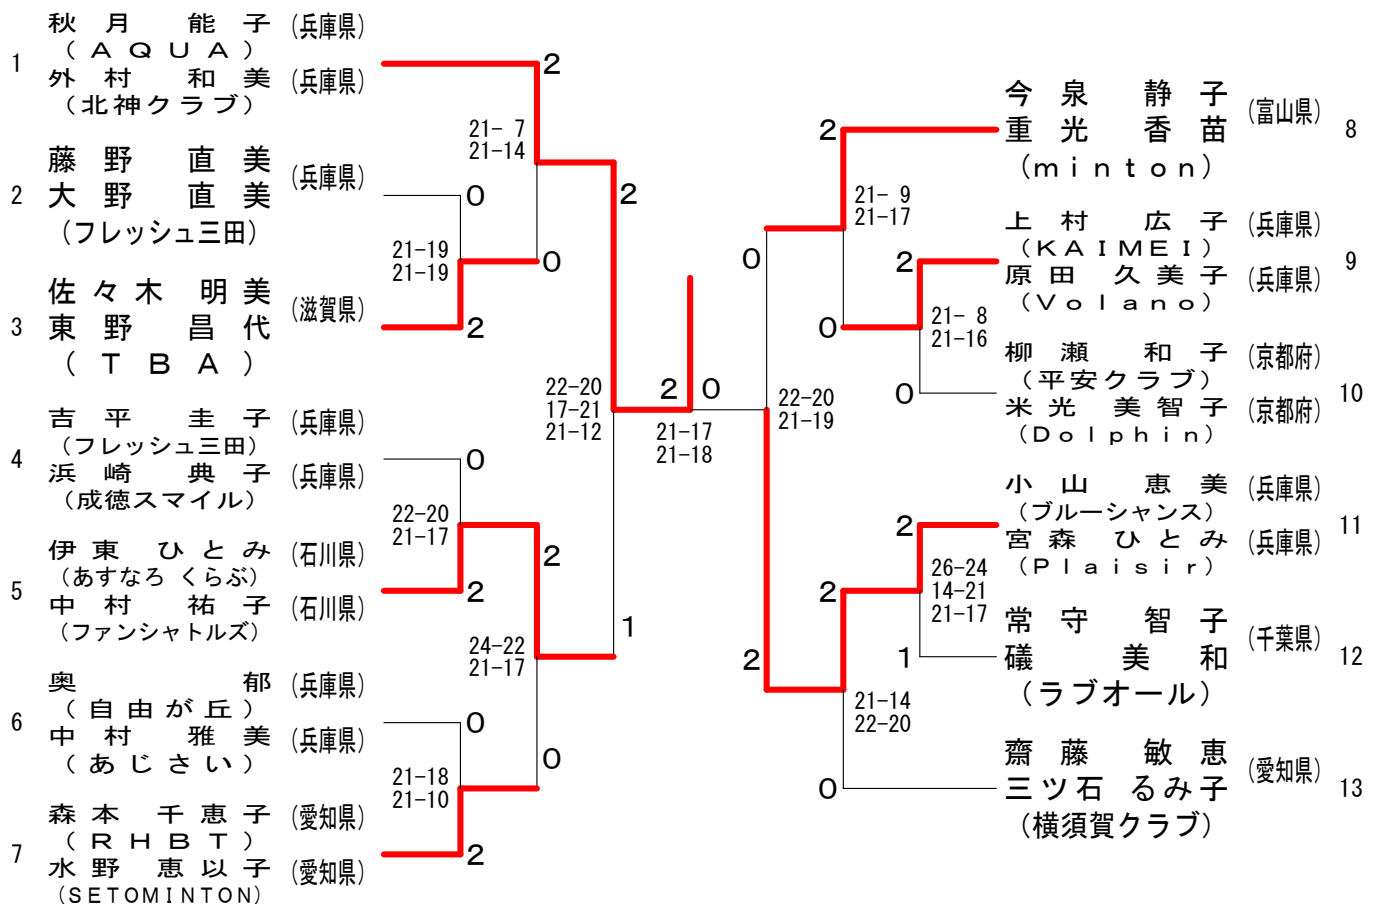 秋月 能子 (兵庫県)
(AQUA)
1
外村 和美 (兵庫県)
(北神クラブ)
藤野 直美
2 大野 直美 (兵庫県)
(フレッシュ三田)
佐々木 明美
3 東野 昌代 (滋賀県)
(TBA)
吉平 圭子 (兵庫県)
(フレッシュ三田)
4
浜崎 典子 (兵庫県)
(成徳スマイル)
伊東 ひとみ (石川県)
(あすなろ くらぶ)
5
中村 祐子 (石川県)
(ファンシャトルズ)
奥 郁 (兵庫県)
(自由が丘)
6
中村 雅美 (兵庫県)
(あじさい)
森本 千恵子 (愛知県)
(RHBT)
7
水野 恵以子 (愛知県)
(SETOMINTON)
2
21- 7
21-14
0
21-19
21-19
0
2
2
22-20
17-21
21-12
0
22-20
21-17
2
2
24-22
21-17
1
0
21-18
21-10
0
2
2 0
21-17
21-18
0
22-20
21-19
2
2
21- 9
21-17
0
2
21- 8
21-16
0
2
2
26-24
14-21
21-17
1
21-14
22-20
0
今泉 静子
重光 香苗 (富山県) 8
(minton)
上村 広子 (兵庫県)
(KAIMEI)
9
原田 久美子 (兵庫県)
(Volano)
柳瀬 和子 (京都府)
(平安クラブ)
10
米光 美智子 (京都府)
(Dolphin)
小山 恵美 (兵庫県)
(ブルーシャンス)
11
宮森 ひとみ (兵庫県)
(Plaisir)
常守 智子
礒 美和 (千葉県) 12
(ラブオール)
齋藤 敏恵
三ツ石 るみ子 (愛知県) 13
(横須賀クラブ)